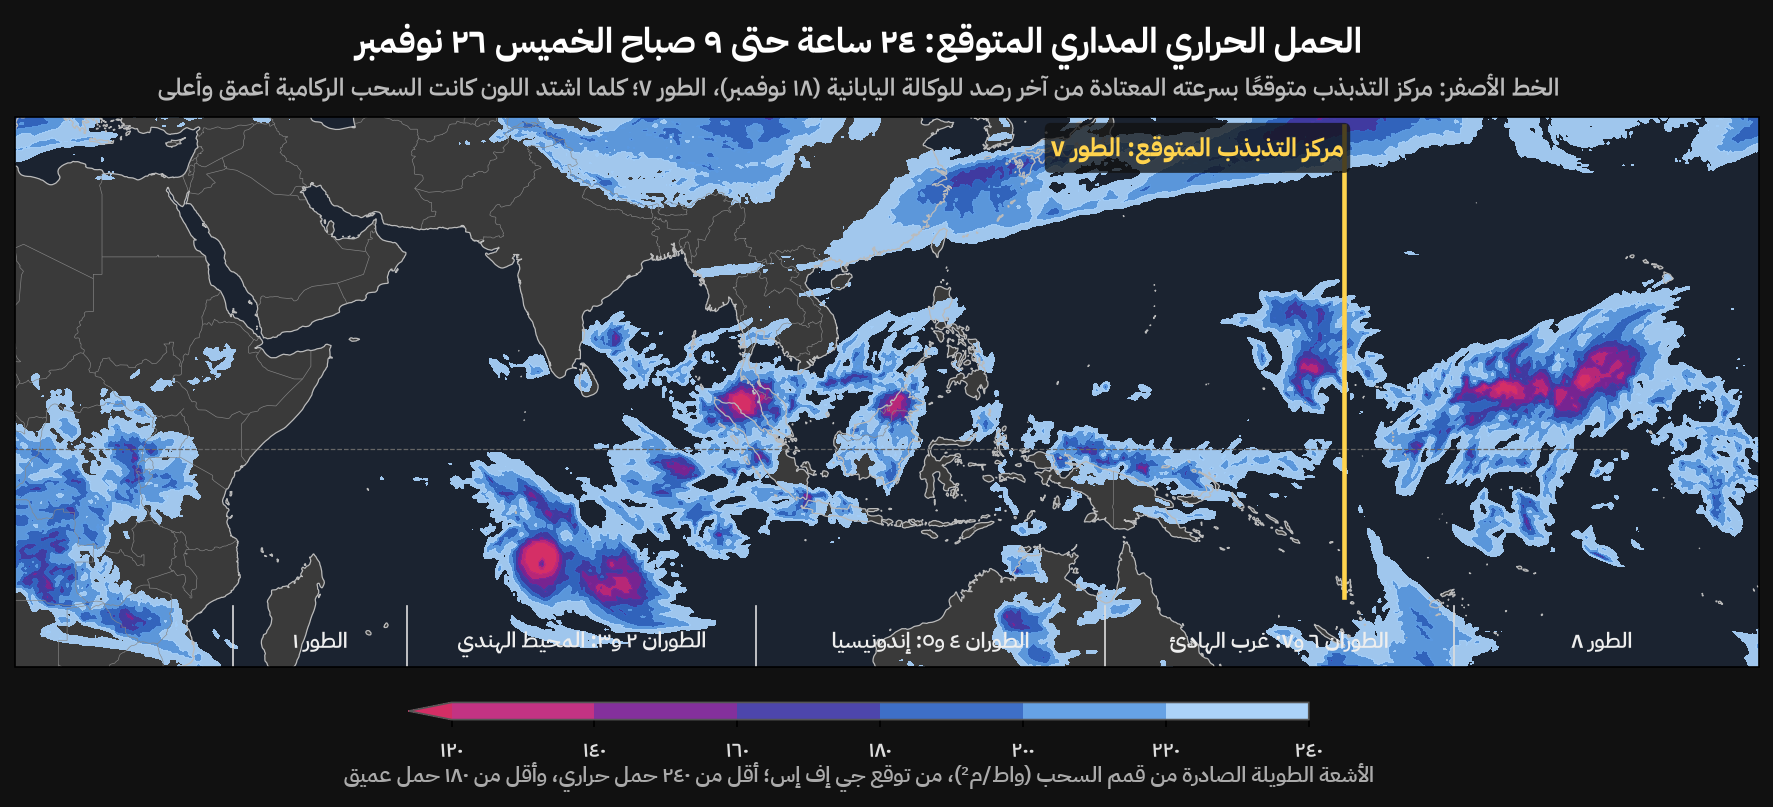 الحمل الحراري المداري المتوقع: ٢٤ ساعة حتى ٩ صباح الخميس ٢٦ نوفمبر
الخط الأصفر: مركز التذبذب متوقعًا بسرعته المعتادة من آخر رصد للوكالة اليابانية (١٨ نوفمبر)، الطور ٧؛ كلما اشتد اللون كانت السحب الركامية أعمق وأعلى
مركز التذبذب المتوقع: الطور ٧
الطور ١
الطوران ٢ و٣: المحيط الهندي
الطوران ٤ و٥: إندونيسيا
الطوران ٦ و٧: غرب الهادئ
الطور ٨
١٢٠ ١٤٠ ١٦٠ ١٨٠ ٢٠٠ ٢٢٠ ٢٤٠
الأشعة الطويلة الصادرة من قمم السحب (واط/م²)، من توقع جي إف إس؛ أقل من ٢٤٠ حمل حراري، وأقل من ١٨٠ حمل عميق